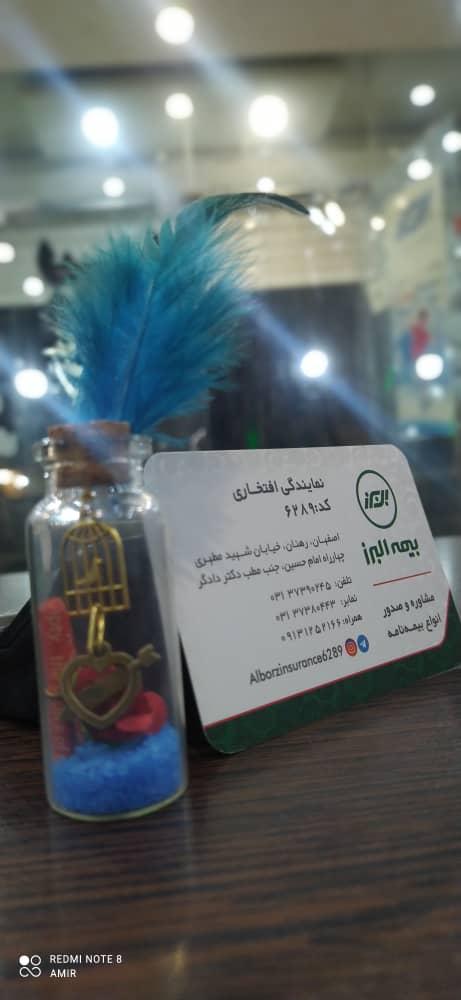 نمایندگی افتخاری
کد:۶۲۸۹
اصفهان، رهنان، خیابان شهید مطهری
چهارراه امام حسین، جنب مطب دکتر دادگر
تلفن: ۳۷۳۹۰۲۴۵ ۰۳۱
نمابر: ۳۷۳۸۰۴۴۳ ۰۳۱
همراه: ۰۹۱۳۱۲۵۲۱۶۶
Alborzinsurance6289
البرز
بیمه البرز
مشاوره و صدور
انواع بیمه‌نامه
REDMI NOTE 8
AMIR